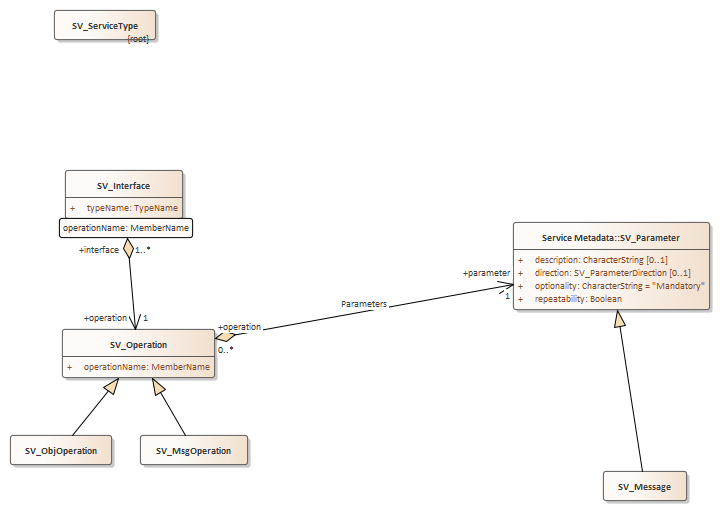 SV_ServiceType
{root}
SV_Interface
+ typeName: TypeName
operationName: MemberName
+interface 1..*
+operation 1
SV_Operation
+ operationName: MemberName
+operation
0..*
Parameters
+parameter
1
Service Metadata::SV_Parameter
+ description: CharacterString [0..1]
+ direction: SV_ParameterDirection [0..1]
+ optionality: CharacterString = "Mandatory"
+ repeatability: Boolean
SV_ObjOperation
SV_MsgOperation
SV_Message